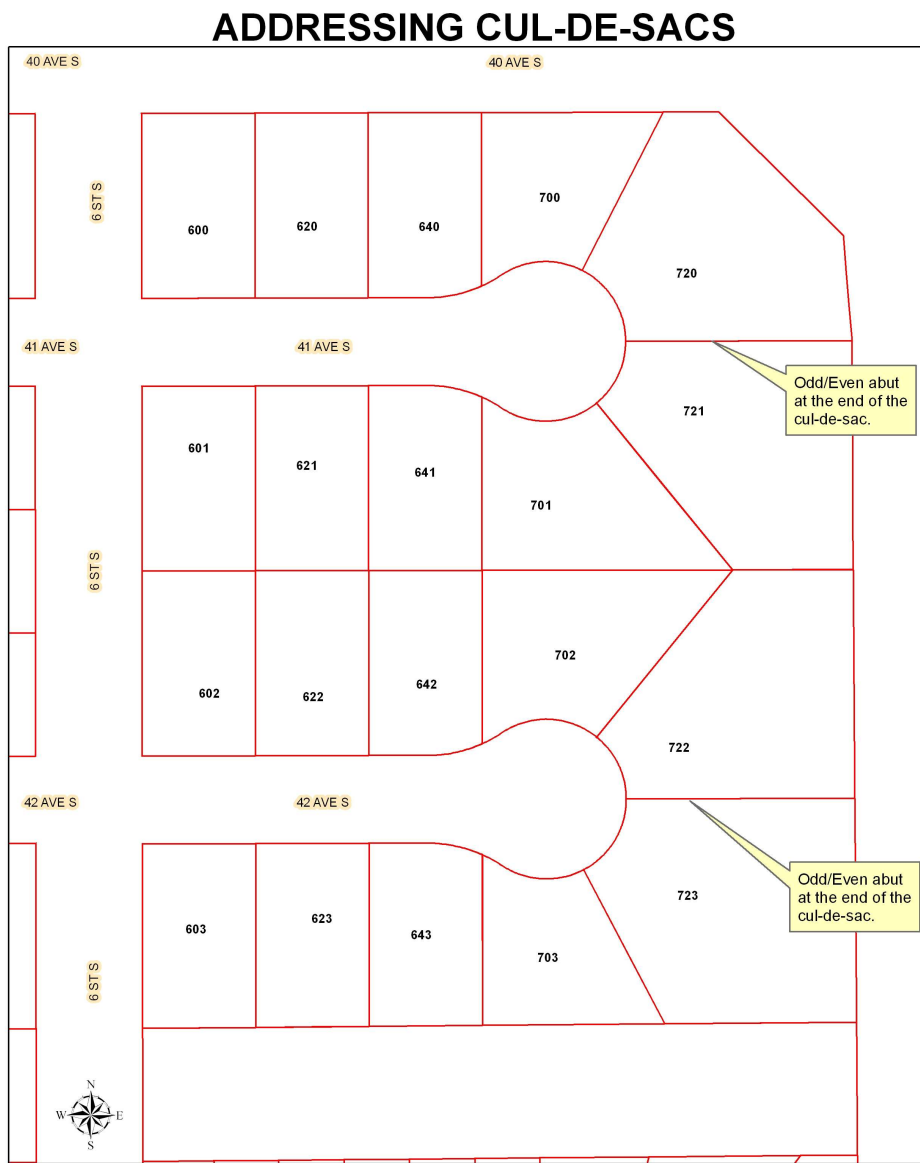 ADDRESSING CUL-DE-SACS
40 AVE S
40 AVE S
6 ST S
600
620
640
700
720
41 AVE S
41 AVE S
Odd/Even abut
at the end of the
cul-de-sac.
601
621
641
701
721
6 ST S
602
622
642
702
722
42 AVE S
42 AVE S
Odd/Even abut
at the end of the
cul-de-sac.
603
623
643
703
723
6 ST S
N
W
E
S